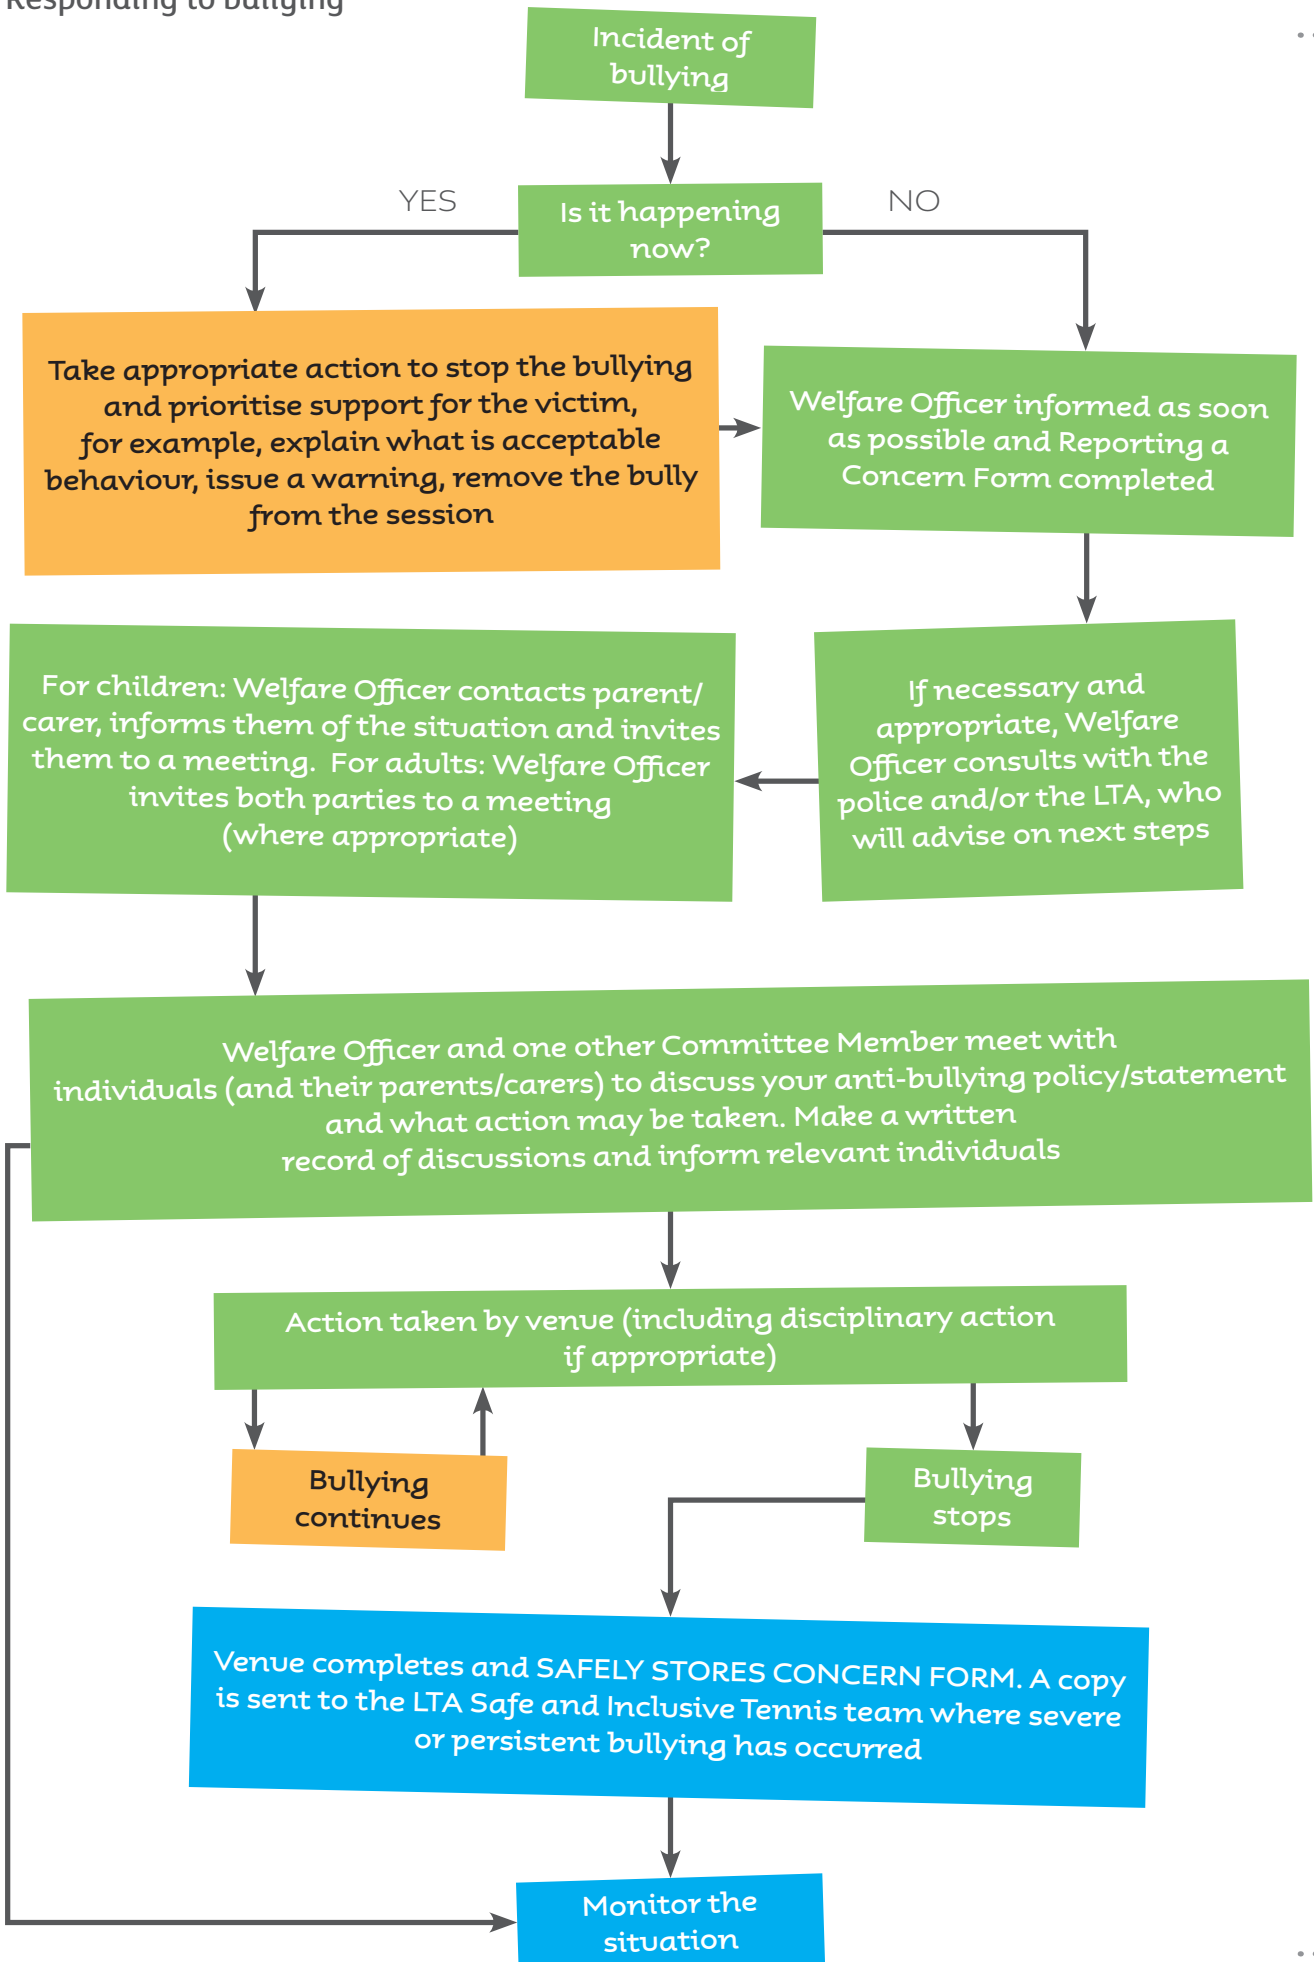 Responding to bullying
Incident of
bullying
YES
Is it happening
now?
NO
Take appropriate action to stop the bullying
and prioritise support for the victim,
for example, explain what is acceptable
behaviour, issue a warning, remove the bully
from the session
Welfare Officer informed as soon
as possible and Reporting a
Concern Form completed
If necessary and
appropriate, Welfare
Officer consults with the
police and/or the LTA, who
will advise on next steps
For children: Welfare Officer contacts parent/
carer, informs them of the situation and invites
them to a meeting. For adults: Welfare Officer
invites both parties to a meeting
(where appropriate)
Welfare Officer and one other Committee Member meet with
individuals (and their parents/carers) to discuss your anti-bullying policy/statement
and what action may be taken. Make a written
record of discussions and inform relevant individuals
Action taken by venue (including disciplinary action
if appropriate)
Bullying
continues
Bullying
stops
Venue completes and SAFELY STORES CONCERN FORM. A copy
is sent to the LTA Safe and Inclusive Tennis team where severe
or persistent bullying has occurred
Monitor the
situation